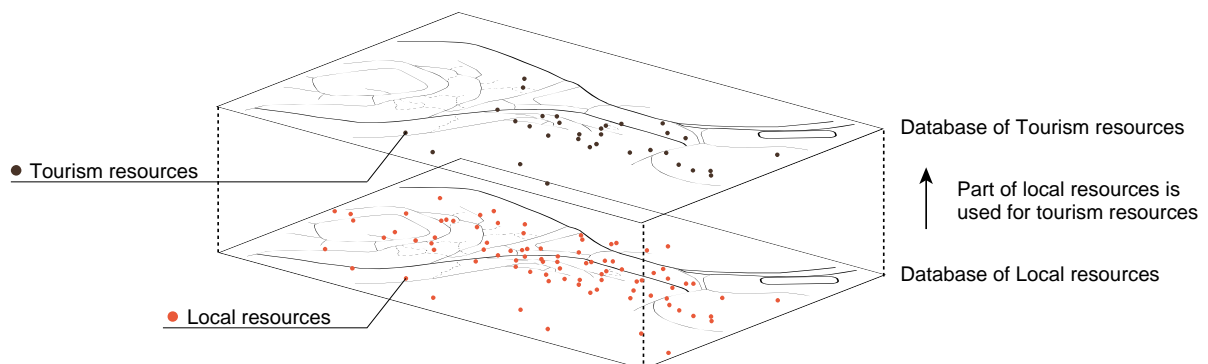 Database of Tourism resources
Tourism resources
Part of local resources is
used for tourism resources
Database of Local resources
Local resources